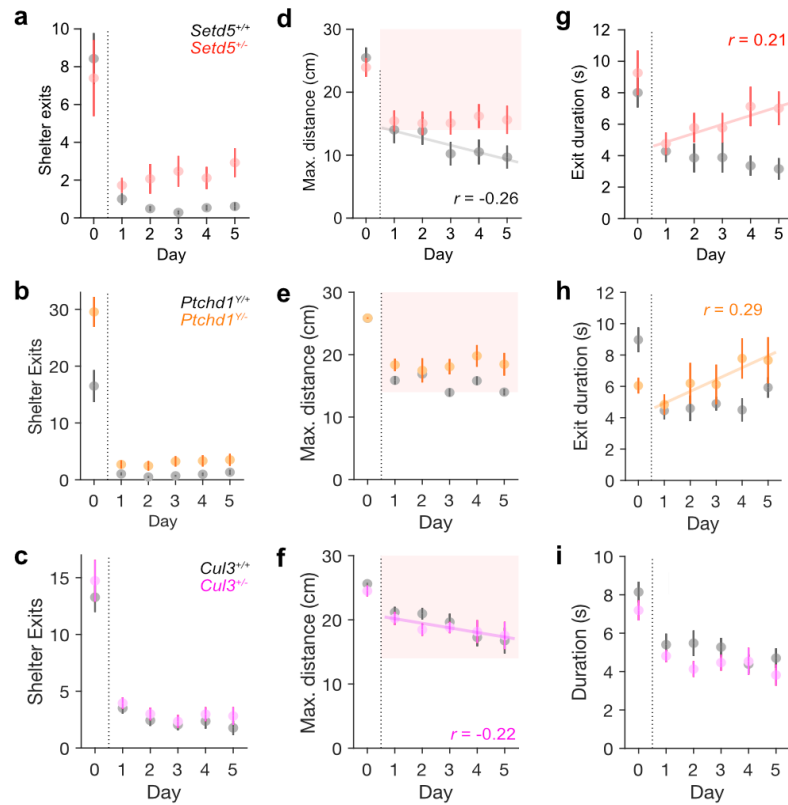 a
Setd5+/+
Setd5+/-
10
8
6
4
2
0
Shelter exits
0 1 2 3 4 5
Day
d
30
20
10
0
Max. distance (cm)
r = -0.26
0 1 2 3 4 5
Day
g
r = 0.21
12
10
8
6
4
2
0
Exit duration (s)
0 1 2 3 4 5
Day
b
Ptchd1Y/+
Ptchd1Y/-
30
20
10
0
Shelter Exits
0 1 2 3 4 5
Day
e
30
20
10
0
Max. distance (cm)
0 1 2 3 4 5
Day
h
r = 0.29
12
10
8
6
4
2
0
Exit duration (s)
0 1 2 3 4 5
Day
c
Cul3+/+
Cul3+/-
15
10
5
0
Shelter Exits
0 1 2 3 4 5
Day
f
30
20
10
0
Max. distance (cm)
r = -0.22
0 1 2 3 4 5
Day
i
10
8
6
4
2
0
Duration (s)
0 1 2 3 4 5
Day